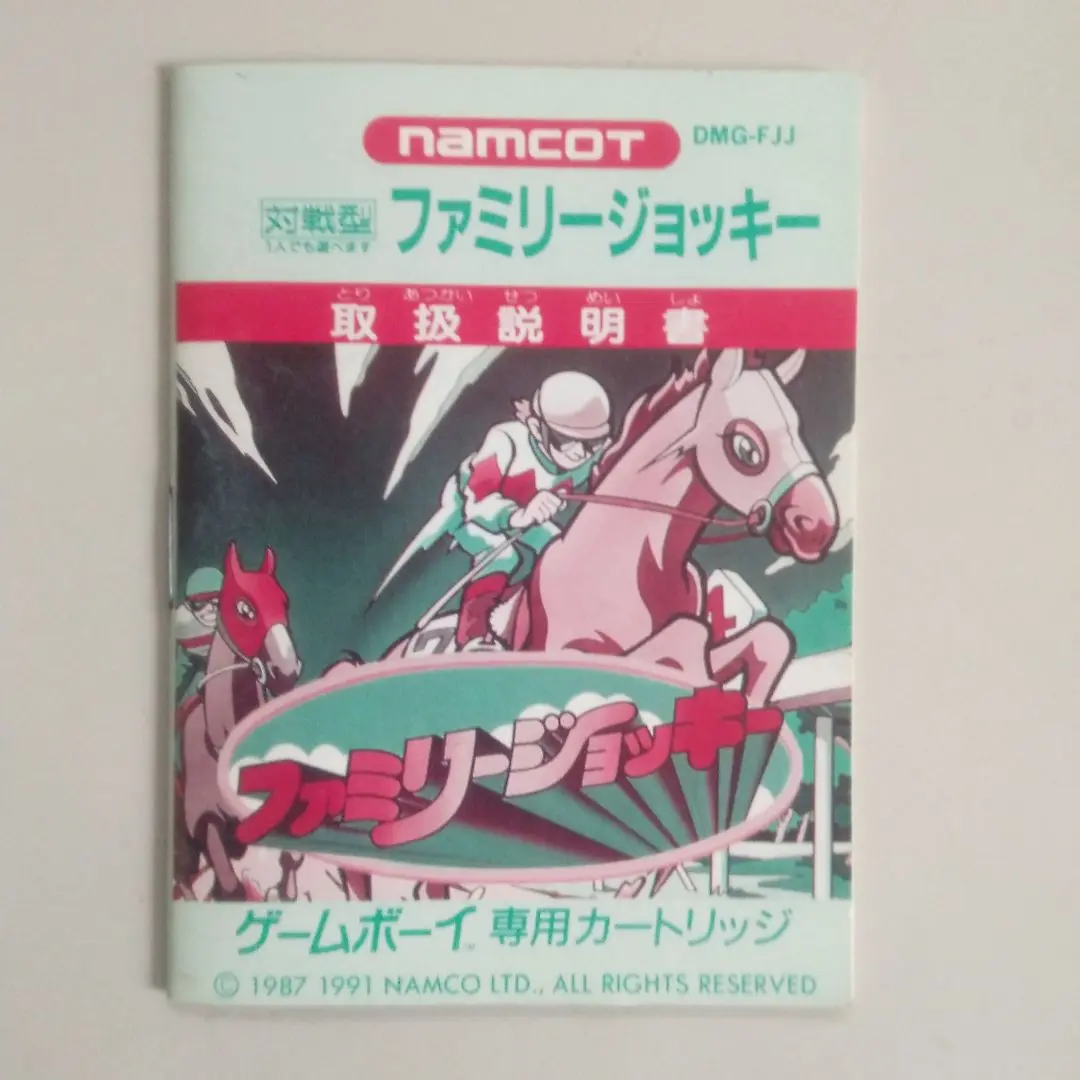 namcot
DMG-FJJ
対戦型
1人でも遊べます
ファミリージョッキー
とり あつかい せつ めい しょ
取扱説明書
ファミリージョッキー
ゲームボーイ™専用カートリッジ
© 1987 1991 NAMCO LTD., ALL RIGHTS RESERVED